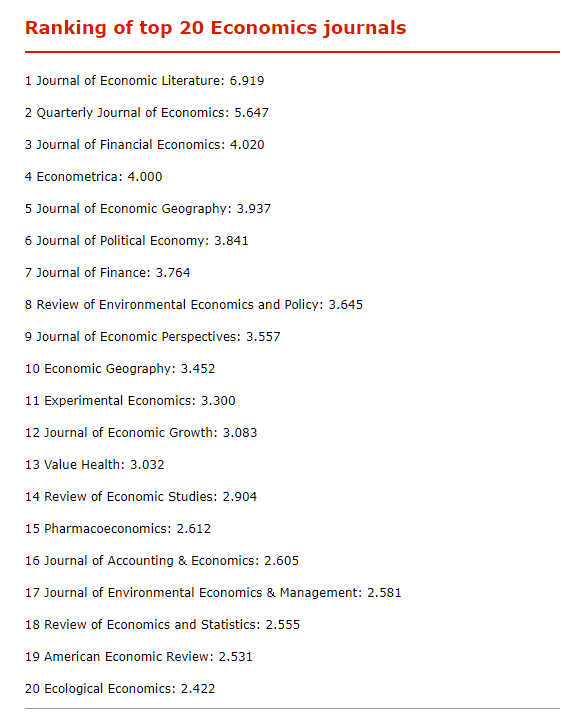 Ranking of top 20 Economics journals
1 Journal of Economic Literature: 6.919
2 Quarterly Journal of Economics: 5.647
3 Journal of Financial Economics: 4.020
4 Econometrica: 4.000
5 Journal of Economic Geography: 3.937
6 Journal of Political Economy: 3.841
7 Journal of Finance: 3.764
8 Review of Environmental Economics and Policy: 3.645
9 Journal of Economic Perspectives: 3.557
10 Economic Geography: 3.452
11 Experimental Economics: 3.300
12 Journal of Economic Growth: 3.083
13 Value Health: 3.032
14 Review of Economic Studies: 2.904
15 Pharmacoeconomics: 2.612
16 Journal of Accounting & Economics: 2.605
17 Journal of Environmental Economics & Management: 2.581
18 Review of Economics and Statistics: 2.555
19 American Economic Review: 2.531
20 Ecological Economics: 2.422